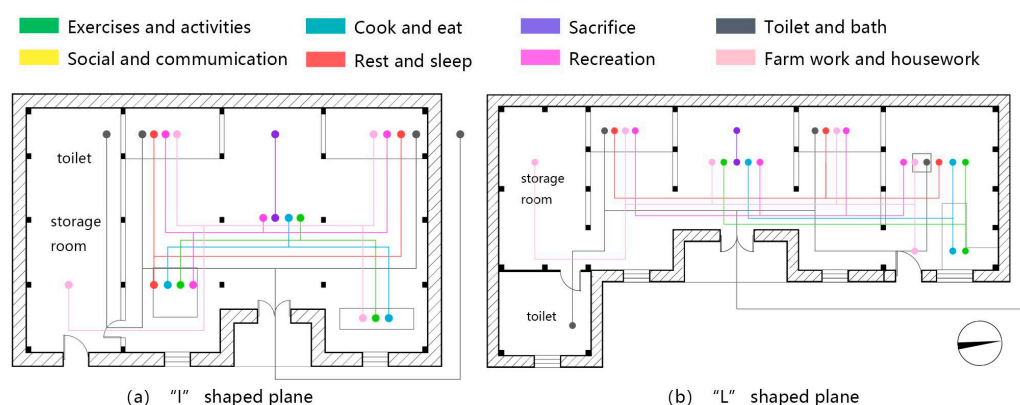 Exercises and activities
Cook and eat
Sacrifice
Toilet and bath
Social and commumication
Rest and sleep
Recreation
Farm work and housework
toilet
storage
room
storage
room
toilet
(a) “I” shaped plane
(b) “L” shaped plane